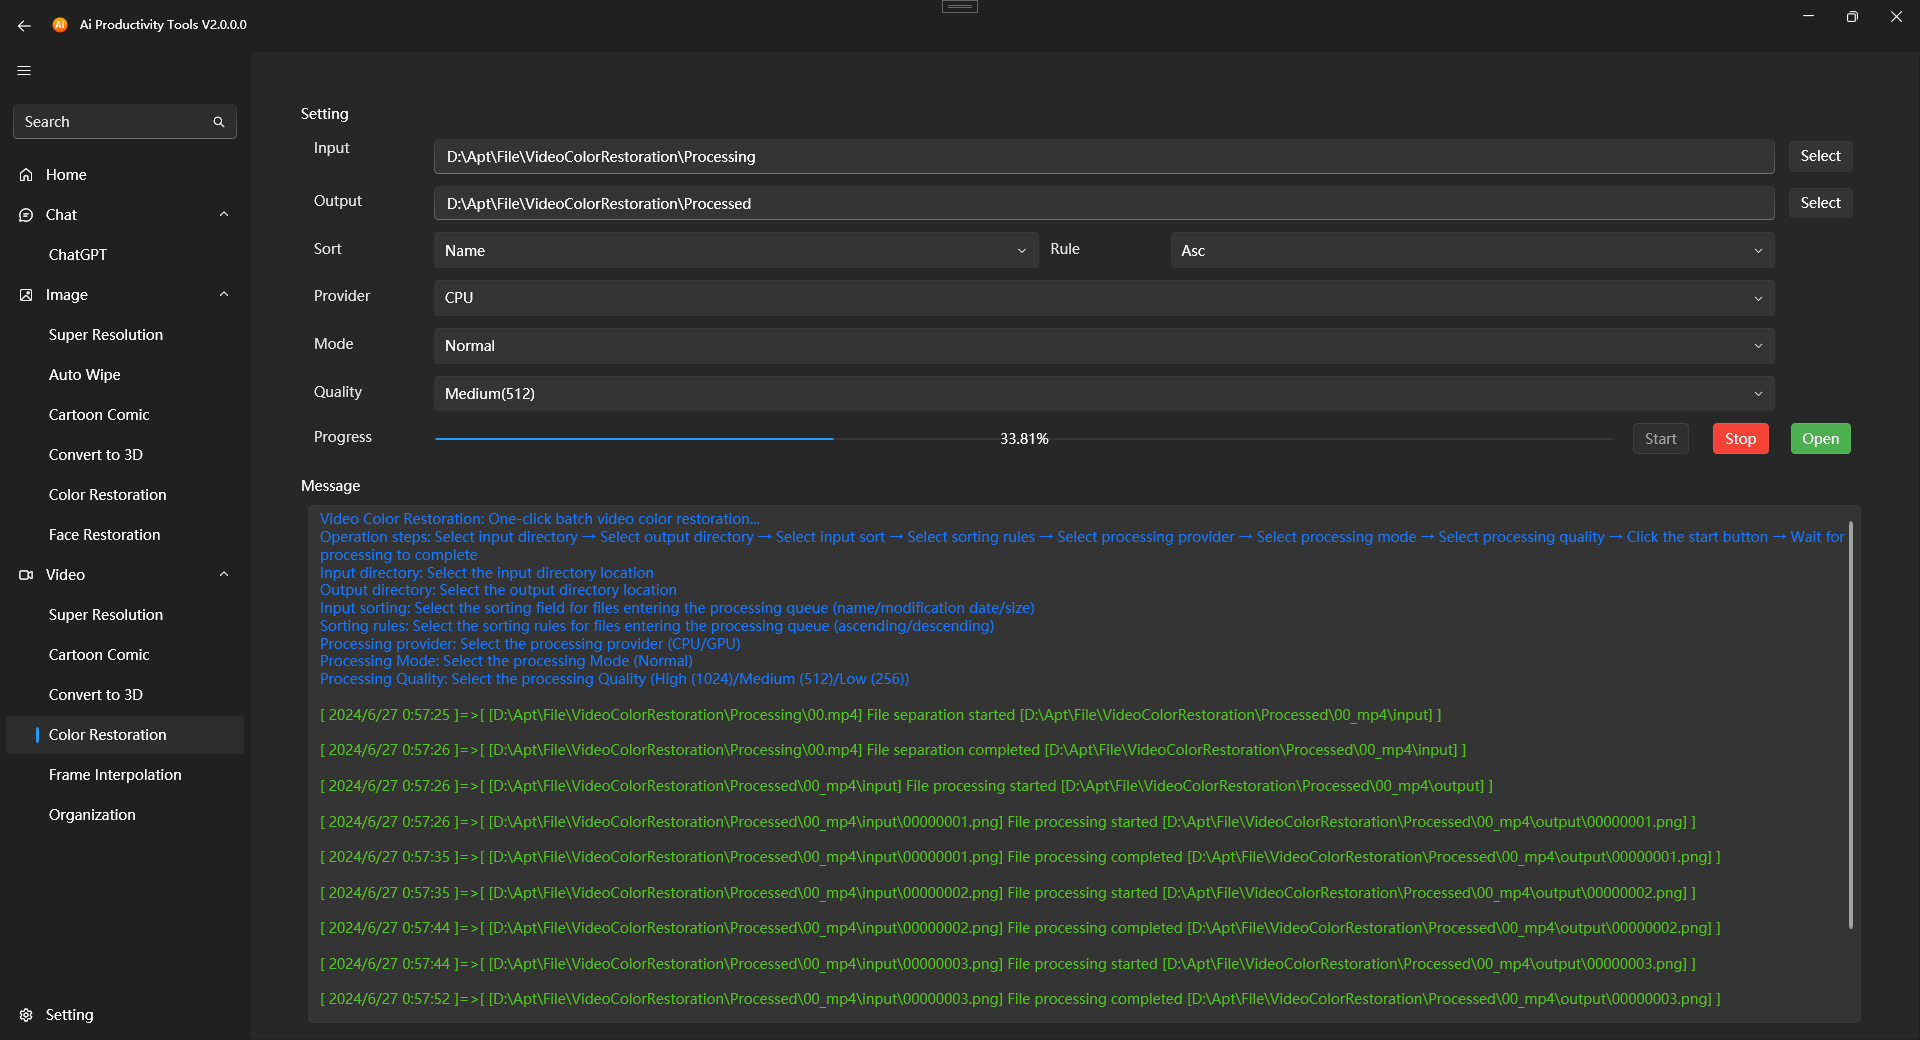 Ai Productivity Tools V2.0.0.0
Search
Home
Chat
ChatGPT
Image
Super Resolution
Auto Wipe
Cartoon Comic
Convert to 3D
Color Restoration
Face Restoration
Video
Super Resolution
Cartoon Comic
Convert to 3D
Color Restoration
Frame Interpolation
Organization
Setting
Setting
Input D:\Apt\File\VideoColorRestoration\Processing Select
Output D:\Apt\File\VideoColorRestoration\Processed Select
Sort Name Rule Asc
Provider CPU
Mode Normal
Quality Medium(512)
Progress 33.81% Start Stop Open
Message
Video Color Restoration: One-click batch video color restoration...
Operation steps: Select input directory → Select output directory → Select input sort → Select sorting rules → Select processing provider → Select processing mode → Select processing quality → Click the start button → Wait for
processing to complete
Input directory: Select the input directory location
Output directory: Select the output directory location
Input sorting: Select the sorting field for files entering the processing queue (name/modification date/size)
Sorting rules: Select the sorting rules for files entering the processing queue (ascending/descending)
Processing provider: Select the processing provider (CPU/GPU)
Processing Mode: Select the processing Mode (Normal)
Processing Quality: Select the processing Quality (High (1024)/Medium (512)/Low (256))
[ 2024/6/27 0:57:25 ]=>[ [D:\Apt\File\VideoColorRestoration\Processing\00.mp4] File separation started [D:\Apt\File\VideoColorRestoration\Processed\00_mp4\input] ]
[ 2024/6/27 0:57:26 ]=>[ [D:\Apt\File\VideoColorRestoration\Processing\00.mp4] File separation completed [D:\Apt\File\VideoColorRestoration\Processed\00_mp4\input] ]
[ 2024/6/27 0:57:26 ]=>[ [D:\Apt\File\VideoColorRestoration\Processed\00_mp4\input] File processing started [D:\Apt\File\VideoColorRestoration\Processed\00_mp4\output] ]
[ 2024/6/27 0:57:26 ]=>[ [D:\Apt\File\VideoColorRestoration\Processed\00_mp4\input\00000001.png] File processing started [D:\Apt\File\VideoColorRestoration\Processed\00_mp4\output\00000001.png] ]
[ 2024/6/27 0:57:35 ]=>[ [D:\Apt\File\VideoColorRestoration\Processed\00_mp4\input\00000001.png] File processing completed [D:\Apt\File\VideoColorRestoration\Processed\00_mp4\output\00000001.png] ]
[ 2024/6/27 0:57:35 ]=>[ [D:\Apt\File\VideoColorRestoration\Processed\00_mp4\input\00000002.png] File processing started [D:\Apt\File\VideoColorRestoration\Processed\00_mp4\output\00000002.png] ]
[ 2024/6/27 0:57:44 ]=>[ [D:\Apt\File\VideoColorRestoration\Processed\00_mp4\input\00000002.png] File processing completed [D:\Apt\File\VideoColorRestoration\Processed\00_mp4\output\00000002.png] ]
[ 2024/6/27 0:57:44 ]=>[ [D:\Apt\File\VideoColorRestoration\Processed\00_mp4\input\00000003.png] File processing started [D:\Apt\File\VideoColorRestoration\Processed\00_mp4\output\00000003.png] ]
[ 2024/6/27 0:57:52 ]=>[ [D:\Apt\File\VideoColorRestoration\Processed\00_mp4\input\00000003.png] File processing completed [D:\Apt\File\VideoColorRestoration\Processed\00_mp4\output\00000003.png] ]